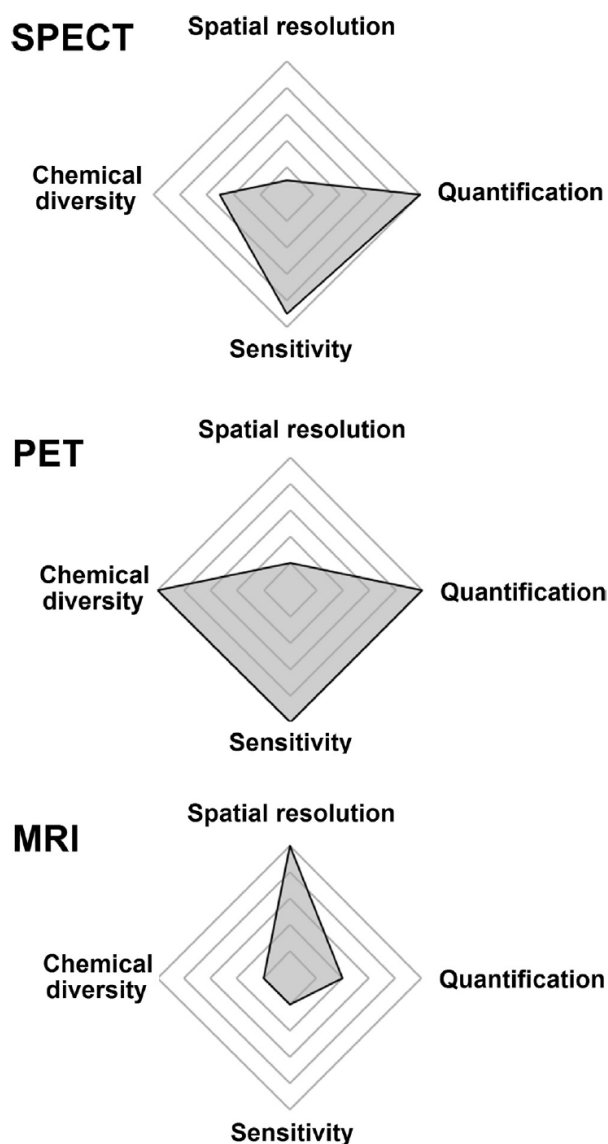 SPECT
Spatial resolution
Chemical
diversity
Quantification
Sensitivity
PET
Spatial resolution
Chemical
diversity
Quantification
Sensitivity
MRI
Spatial resolution
Chemical
diversity
Quantification
Sensitivity